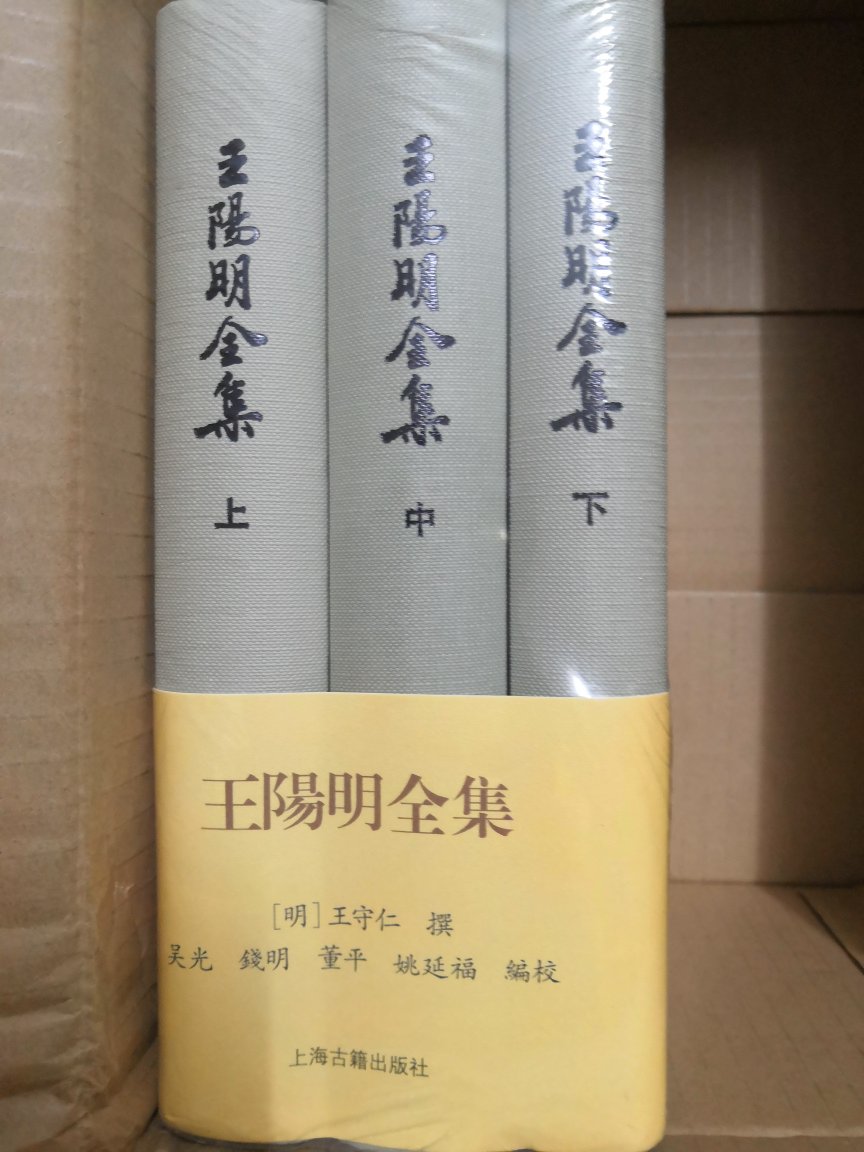 王陽明全集
上
王陽明全集
中
王陽明全集
下
王陽明全集
[明]王守仁 撰
吴光 錢明 董平 姚延福 編校
上海古籍出版社